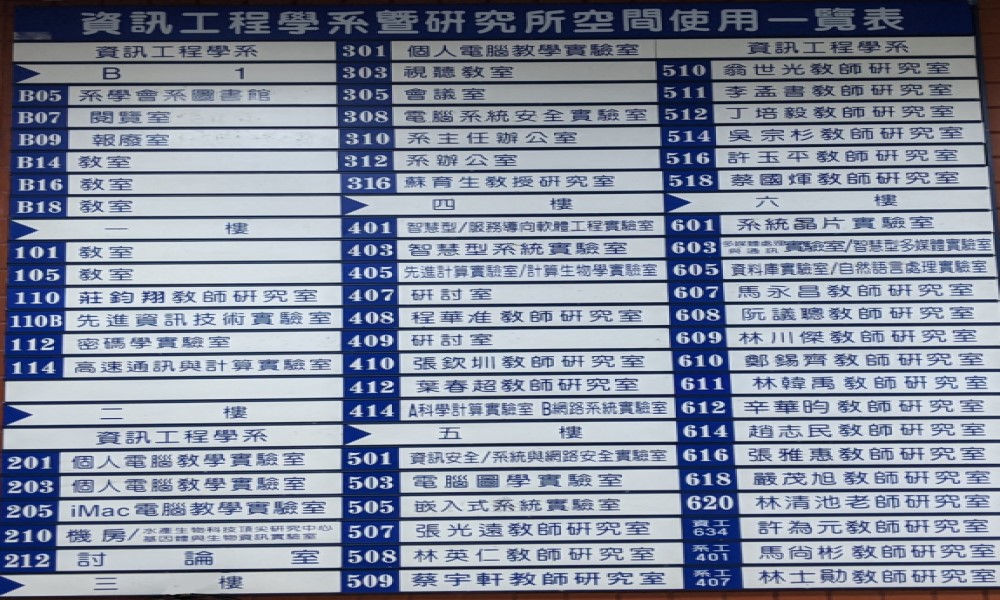 資訊工程學系暨研究所空間使用一覽表
資訊工程學系
B 1
B05 系學會系圖書館
B07 閱覽室
B09 報廢室
B14 教室
B16 教室
B18 教室
一 樓
101 教室
105 教室
110 莊鈞翔教師研究室
110B 先進資訊技術實驗室
112 密碼學實驗室
114 高速通訊與計算實驗室
二 樓
資訊工程學系
201 個人電腦教學實驗室
203 個人電腦教學實驗室
205 iMac電腦教學實驗室
210 機房/水產生物科技頂尖研究中心
基因體與生物資訊實驗室
212 討論室
三 樓
301 個人電腦教學實驗室
303 視聽教室
305 會議室
308 電腦系統安全實驗室
310 系主任辦公室
312 系辦公室
316 蘇育生教授研究室
四 樓
401 智慧型/服務導向軟體工程實驗室
403 智慧型系統實驗室
405 先進計算實驗室/計算生物學實驗室
407 研討室
408 程華淮教師研究室
409 研討室
410 張欽圳教師研究室
412 葉春超教師研究室
414 A科學計算實驗室 B網路系統實驗室
五 樓
501 資訊安全/系統與網路安全實驗室
503 電腦圖學實驗室
505 嵌入式系統實驗室
507 張光遠教師研究室
508 林英仁教師研究室
509 蔡宇軒教師研究室
資訊工程學系
510 翁世光教師研究室
511 李孟書教師研究室
512 丁培毅教師研究室
514 吳宗杉教師研究室
516 許玉平教師研究室
518 蔡國煇教師研究室
六 樓
601 系統晶片實驗室
603 多媒體處理與通訊實驗室/智慧型多媒體實驗室
605 資料庫實驗室/自然語言處理實驗室
607 馬永昌教師研究室
608 阮議聰教師研究室
609 林川傑教師研究室
610 鄭錫齊教師研究室
611 林韓禹教師研究室
612 辛華昀教師研究室
614 趙志民教師研究室
616 張雅惠教師研究室
618 嚴茂旭教師研究室
620 林清池老師研究室
資工634 許為元教師研究室
系工401 馬尙彬教師研究室
系工407 林士勛教師研究室